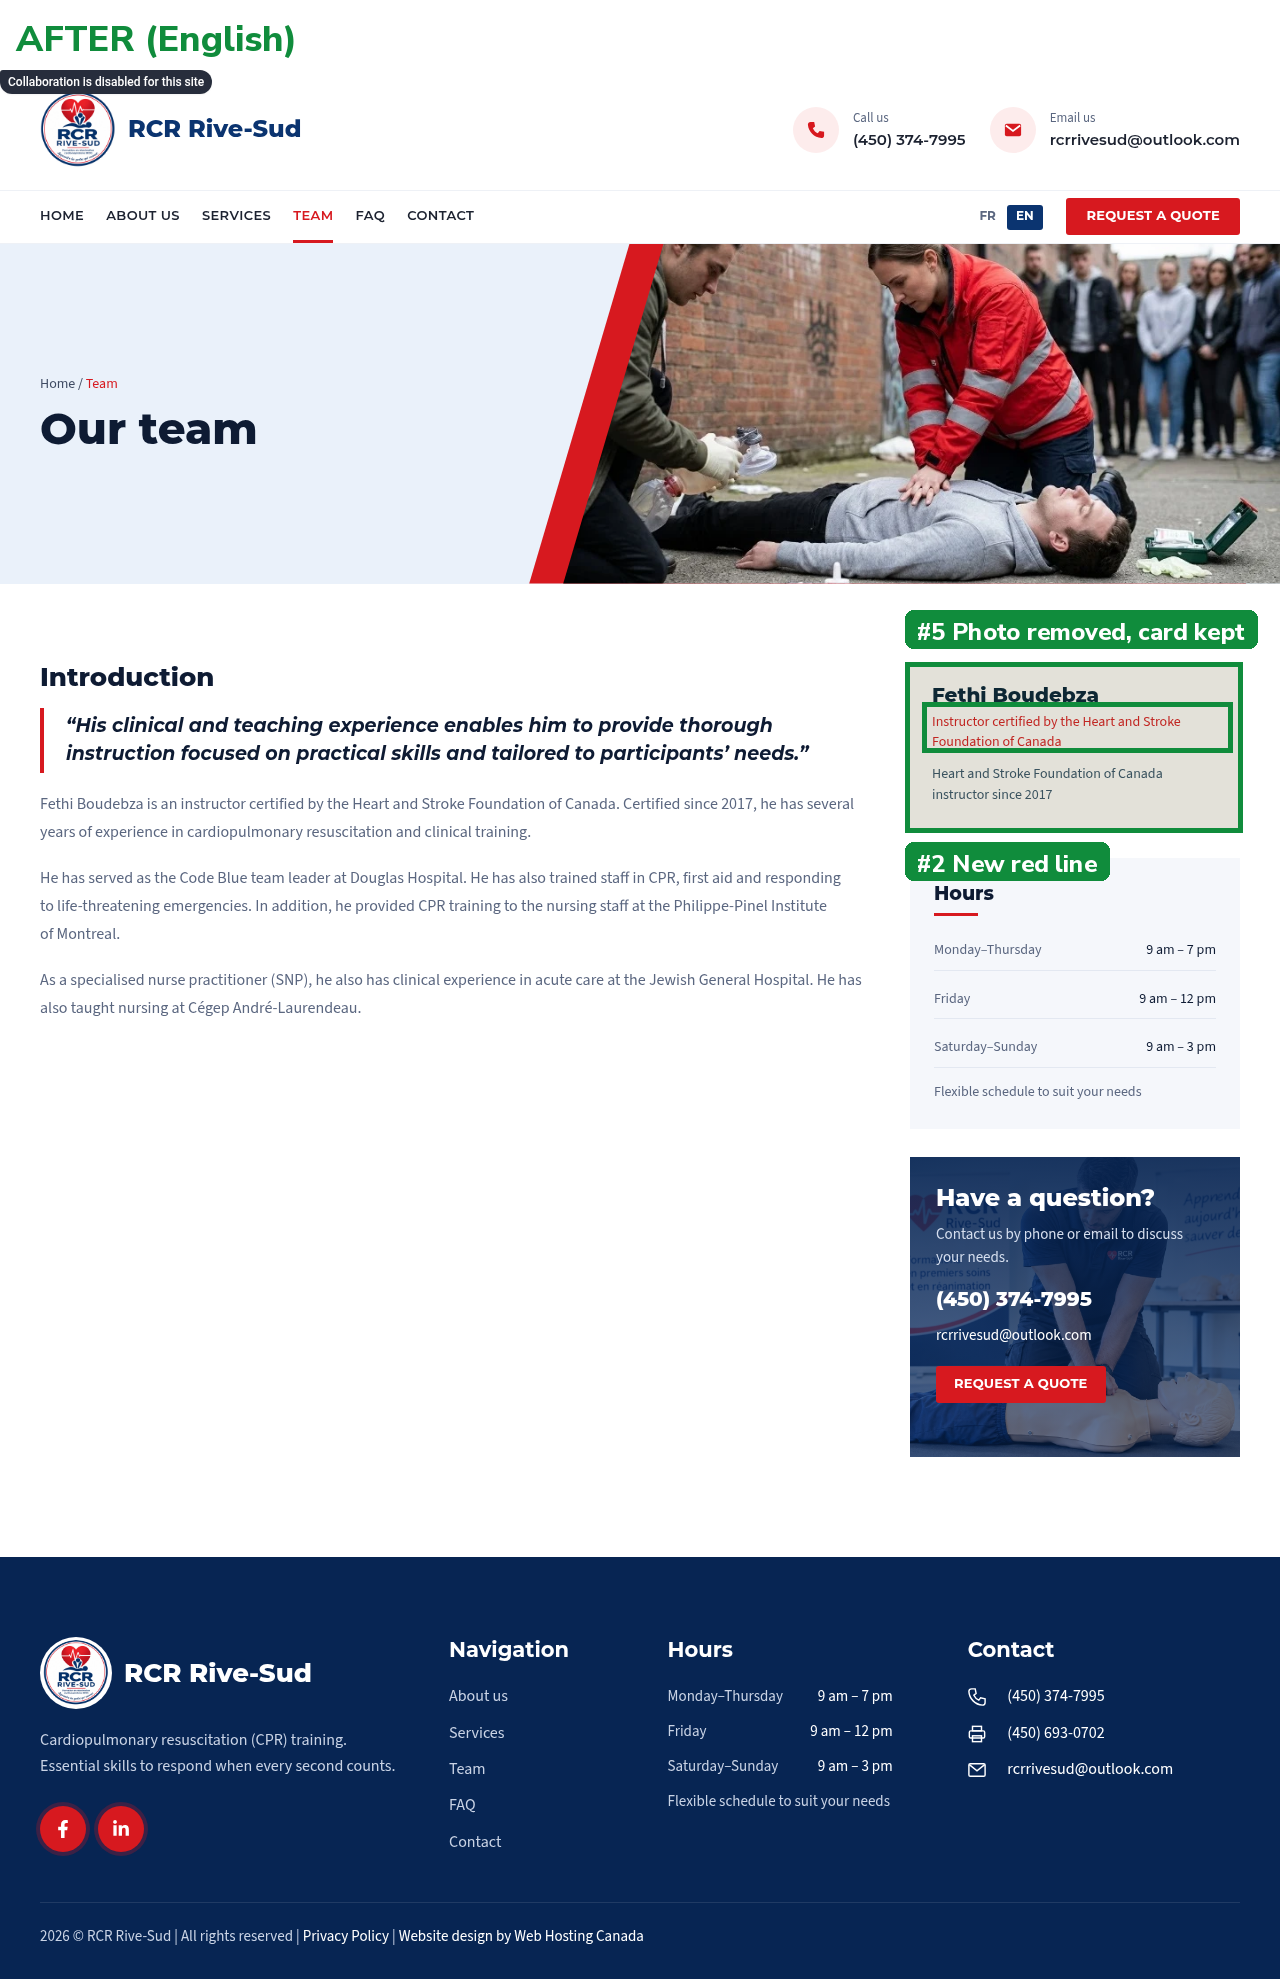 AFTER (English)
Collaboration is disabled for this site
RCR
RIVE-SUD
RCR Rive-Sud
Call us
(450) 374-7995
Email us
rcrrivesud@outlook.com
HOME
ABOUT US
SERVICES
TEAM
FAQ
CONTACT
FR
EN
REQUEST A QUOTE
Home / Team
Our team
#5 Photo removed, card kept
Introduction
“His clinical and teaching experience enables him to provide thorough
instruction focused on practical skills and tailored to participants’ needs.”
Fethi Boudebza is an instructor certified by the Heart and Stroke Foundation of Canada. Certified since 2017, he has several
years of experience in cardiopulmonary resuscitation and clinical training.
He has served as the Code Blue team leader at Douglas Hospital. He has also trained staff in CPR, first aid and responding
to life-threatening emergencies. In addition, he provided CPR training to the nursing staff at the Philippe-Pinel Institute
of Montreal.
As a specialised nurse practitioner (SNP), he also has clinical experience in acute care at the Jewish General Hospital. He has
also taught nursing at Cégep André-Laurendeau.
Fethi Boudebza
Instructor certified by the Heart and Stroke
Foundation of Canada
Heart and Stroke Foundation of Canada
instructor since 2017
#2 New red line
Hours
Monday–Thursday 9 am – 7 pm
Friday 9 am – 12 pm
Saturday–Sunday 9 am – 3 pm
Flexible schedule to suit your needs
Have a question?
Contact us by phone or email to discuss
your needs.
(450) 374-7995
rcrrivesud@outlook.com
REQUEST A QUOTE
RCR
RIVE-SUD
RCR Rive-Sud
Cardiopulmonary resuscitation (CPR) training.
Essential skills to respond when every second counts.
Navigation
About us
Services
Team
FAQ
Contact
Hours
Monday–Thursday 9 am – 7 pm
Friday 9 am – 12 pm
Saturday–Sunday 9 am – 3 pm
Flexible schedule to suit your needs
Contact
(450) 374-7995
(450) 693-0702
rcrrivesud@outlook.com
2026 © RCR Rive-Sud | All rights reserved | Privacy Policy | Website design by Web Hosting Canada